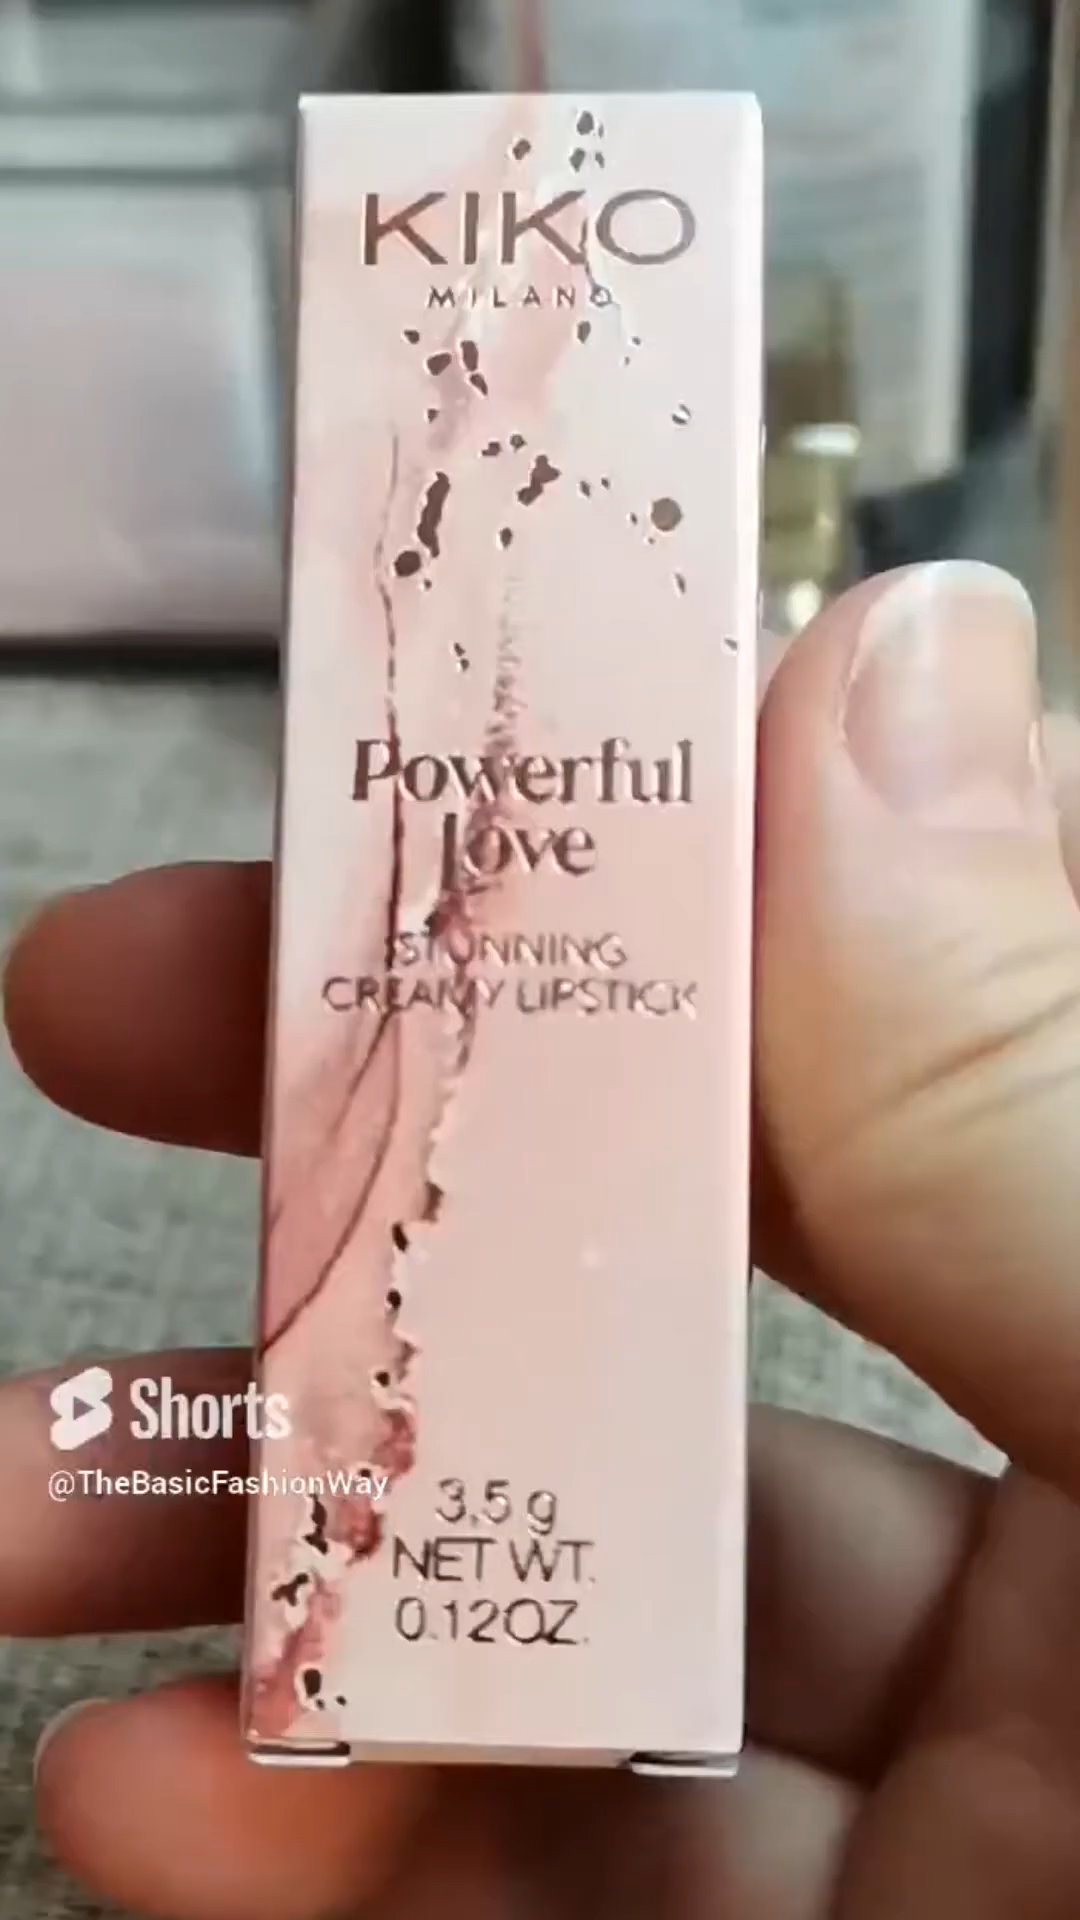 KIKO
MILANO
Powerful
Love
STUNNING
CREAMY LIPSTICK
Shorts
@TheBasicFashionWay
3,5 g
NET WT.
0.12OZ.